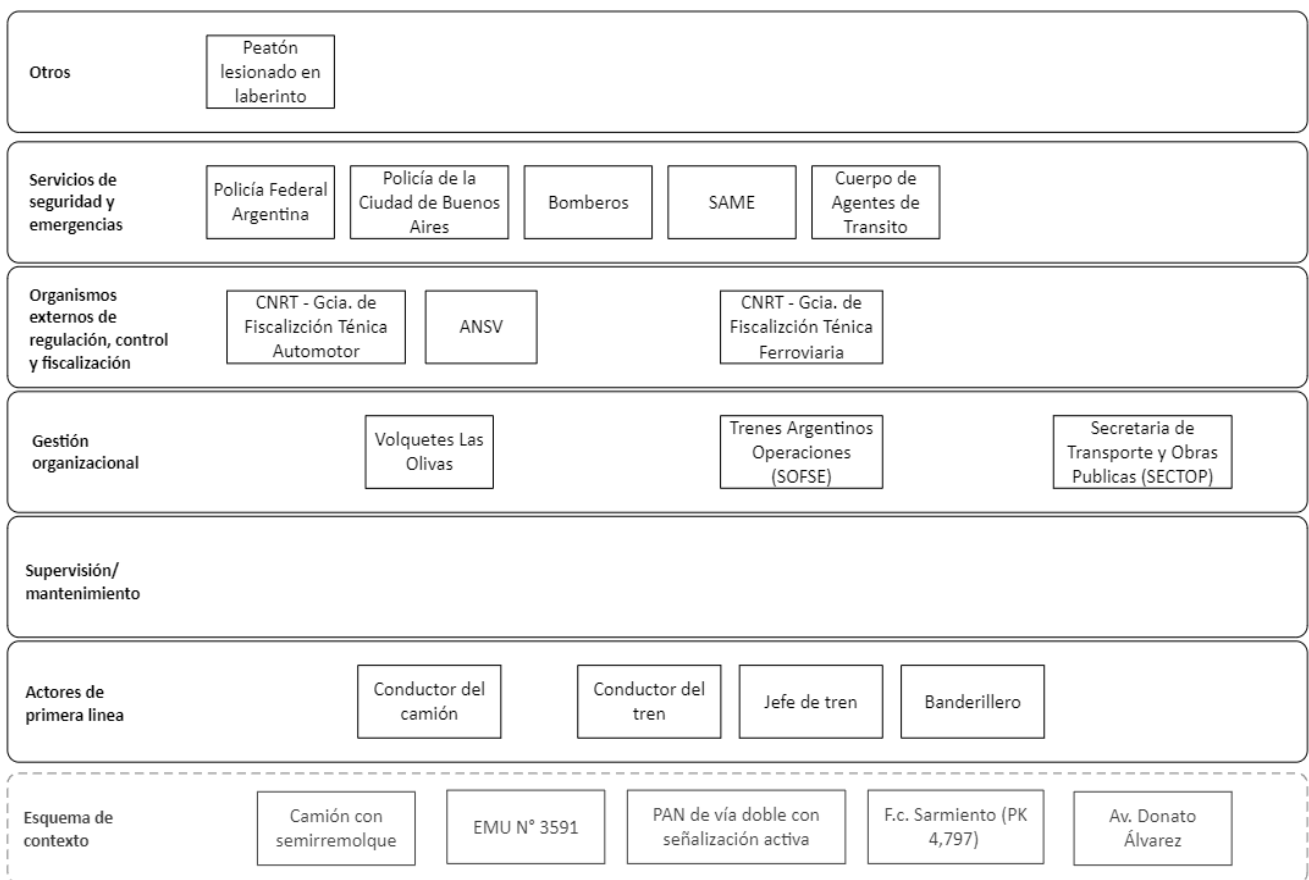 Otros
Peatón
lesionado en
laberinto
Servicios de
seguridad y
emergencias
Policía Federal
Argentina
Policía de la
Ciudad de Buenos
Aires
Bomberos
SAME
Cuerpo de
Agentes de
Transito
Organismos
externos de
regulación, control
y fiscalización
CNRT - Gcia. de
Fiscalizción Ténica
Automotor
ANSV
CNRT - Gcia. de
Fiscalizción Ténica
Ferroviaria
Gestión
organizacional
Volquetes Las
Olivas
Trenes Argentinos
Operaciones
(SOFSE)
Secretaria de
Transporte y Obras
Publicas (SECTOP)
Supervisión/
mantenimiento
Actores de
primera linea
Conductor del
camión
Conductor del
tren
Jefe de tren
Banderillero
Esquema de
contexto
Camión con
semirremolque
EMU N° 3591
PAN de vía doble con
señalización activa
F.c. Sarmiento (PK
4,797)
Av. Donato
Álvarez